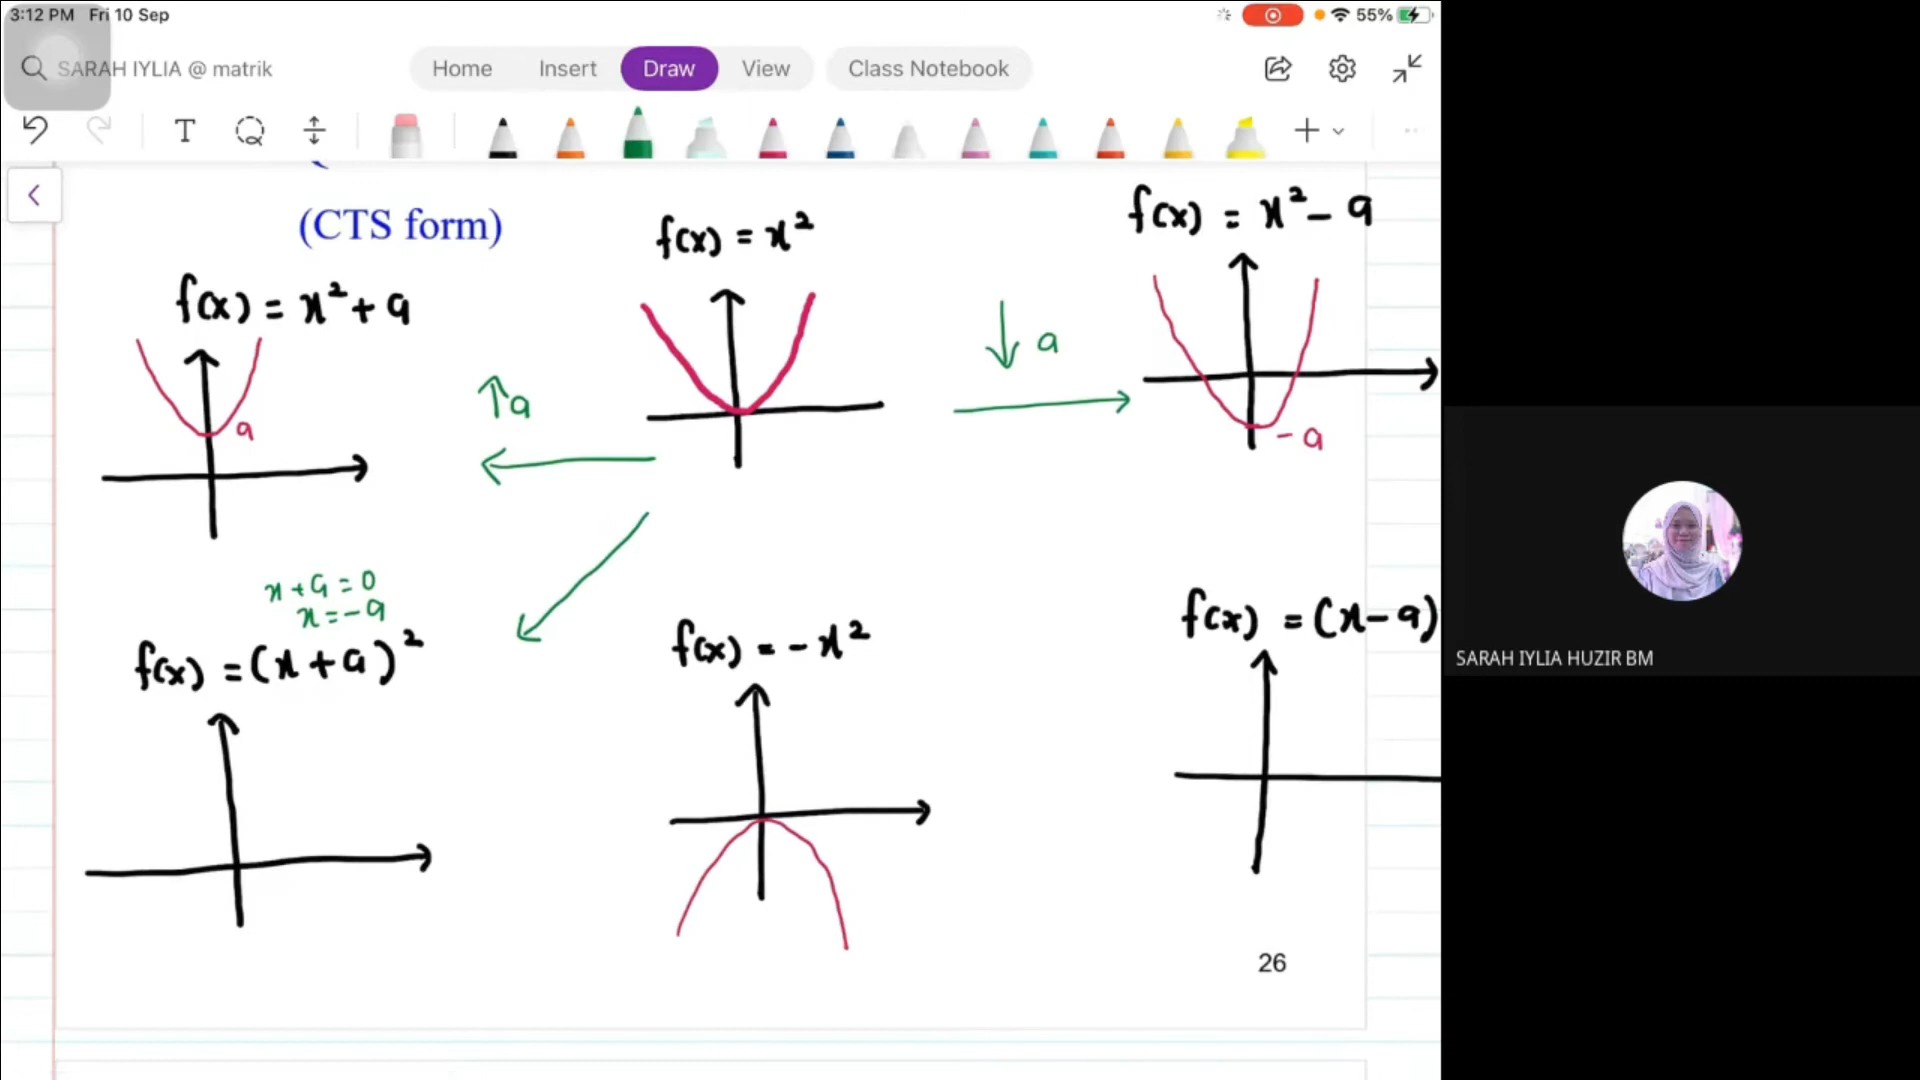 3:12 PM Fri 10 Sep
55%
SARAH IYLIA @ matrik
Home Insert Draw View Class Notebook
T
(CTS form)
f(x) = x² + a
a
↑a
f(x) = x²
↓ a
f(x) = x² - a
-a
x + a = 0
x = -a
f(x) = (x + a)²
f(x) = -x²
f(x) = (x - a)
26
SARAH IYLIA HUZIR BM